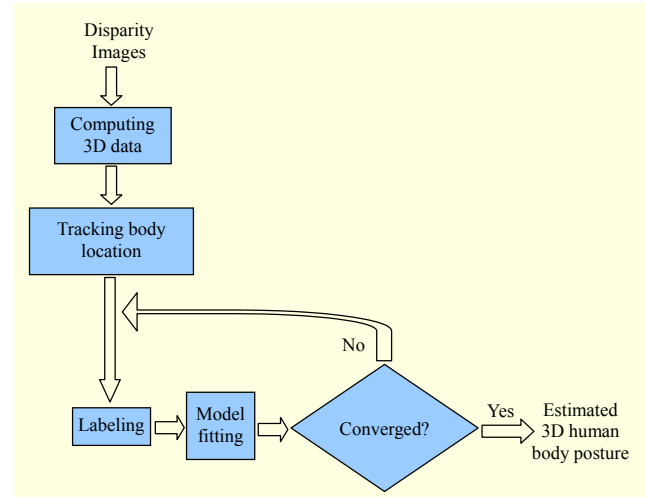 Disparity
Images
Computing
3D data
Tracking body
location
No
Labeling
Model
fitting
Converged?
Yes
Estimated
3D human
body posture